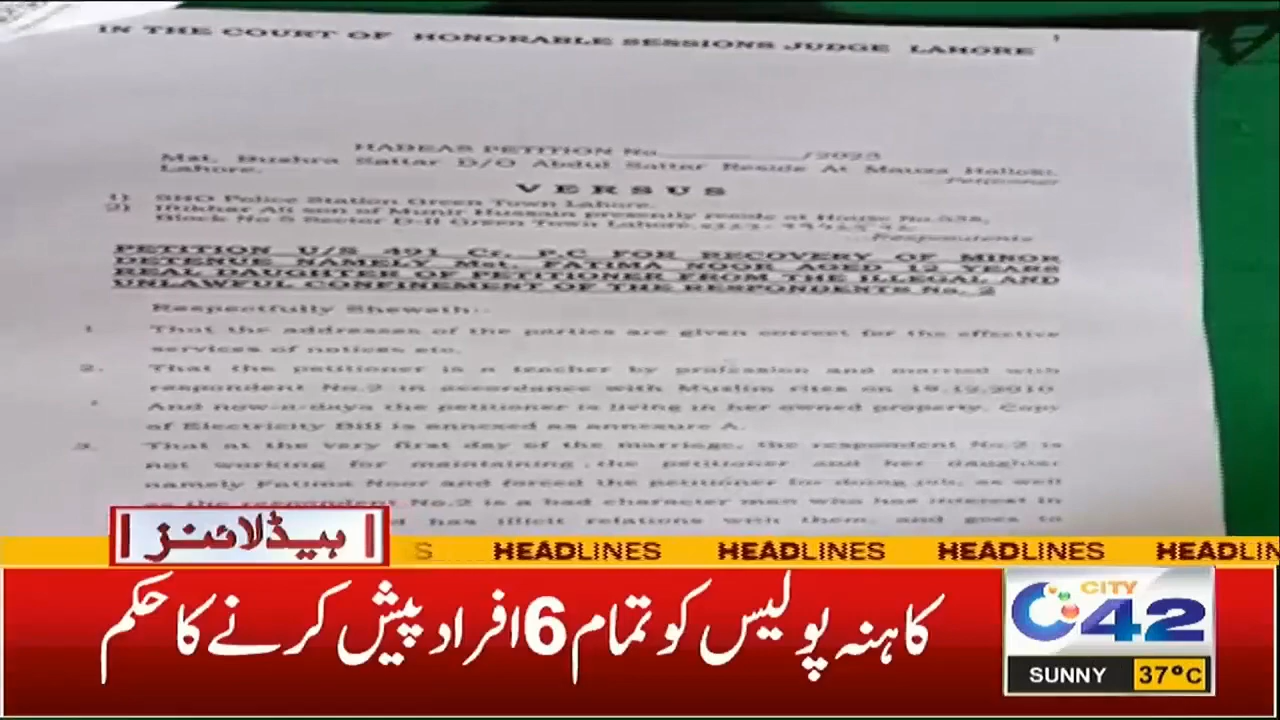 IN THE COURT OF HONORABLE SESSIONS JUDGE LAHORE
1
HABEAS PETITION No.__________/2023
Mst. Bushra Sattar D/O Abdul Sattar Reside At Mauza Halloki,
Lahore.
Petitioner
VERSUS
1) SHO Police Station Green Town Lahore.
2) Iftikhar Ali son of Munir Hussain presently reside at House No.
Block No Sector D-II Green Town Lahore.
...Respondents
PETITION U/S 491 Cr. P.C FOR RECOVERY OF MINOR
DETENUE NAMELY Mst. FATIMA NOOR AGED 12 YEARS
REAL DAUGHTER OF PETITIONER FROM THE ILLEGAL AND
UNLAWFUL CONFINEMENT OF THE RESPONDENTS No. 2
Respectfully Sheweth:-
1. That the addresses of the parties are given correct for the effective
services of notices etc.
2. That the petitioner is a teacher by profession and married with
respondent No.2 in accordance with Muslim rites on 19.12.2010
And now-a-days the petitioner is living in her owned property. Copy
of Electricity Bill is annexed as annexure A.
3. That at the very first day of the marriage, the respondent No.2 is
not working for maintaining the petitioner and her daughter
namely Fatima Noor and forced the petitioner for doing job, as well
as the respondent No.2 is a bad character man who has interest in
has illicit relations with them, and goes to
ہیڈلائنز
S HEADLINES HEADLINES HEADLINES HEADLIN
کاہنہ پولیس کو تمام 6 افراد پیش کرنے کا حکم
CITY
42
SUNNY 37°C